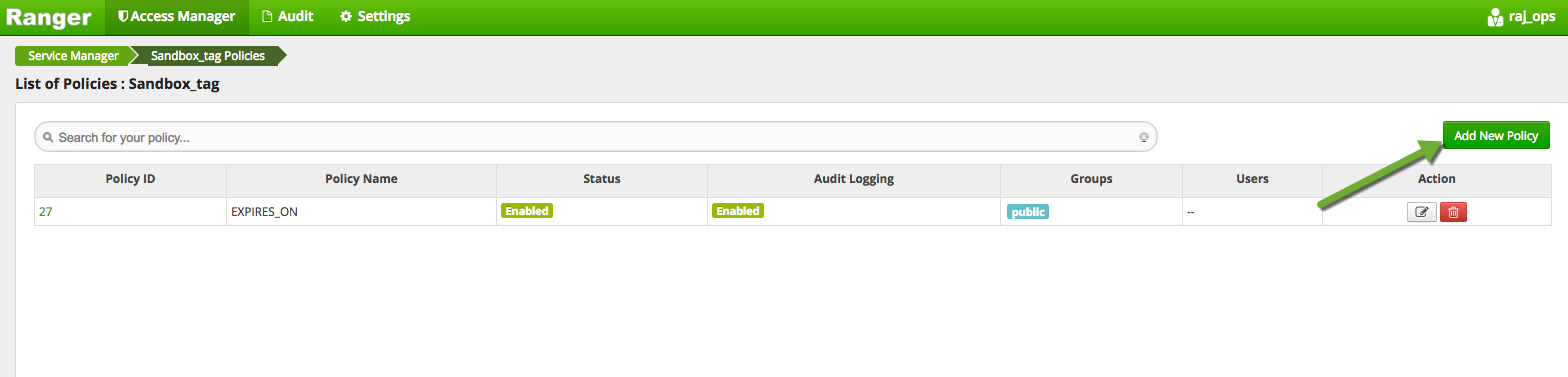 Ranger Access Manager Audit Settings raj_ops
Service Manager Sandbox_tag Policies
List of Policies : Sandbox_tag
Search for your policy... Add New Policy
Policy ID Policy Name Status Audit Logging Groups Users Action
27 EXPIRES_ON Enabled Enabled public --